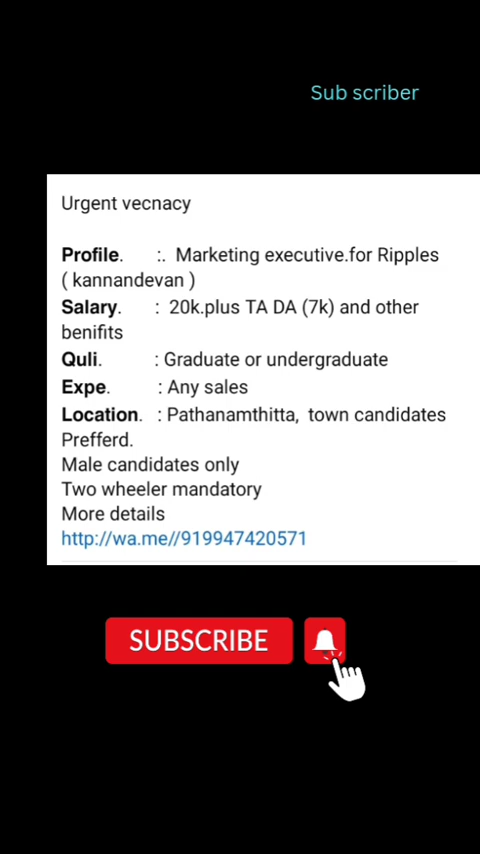 Sub scriber
Urgent vecnacy
Profile. :. Marketing executive.for Ripples
( kannandevan )
Salary. : 20k.plus TA DA (7k) and other
benifits
Quli. : Graduate or undergraduate
Expe. : Any sales
Location. : Pathanamthitta, town candidates
Prefferd.
Male candidates only
Two wheeler mandatory
More details
http://wa.me//919947420571
SUBSCRIBE